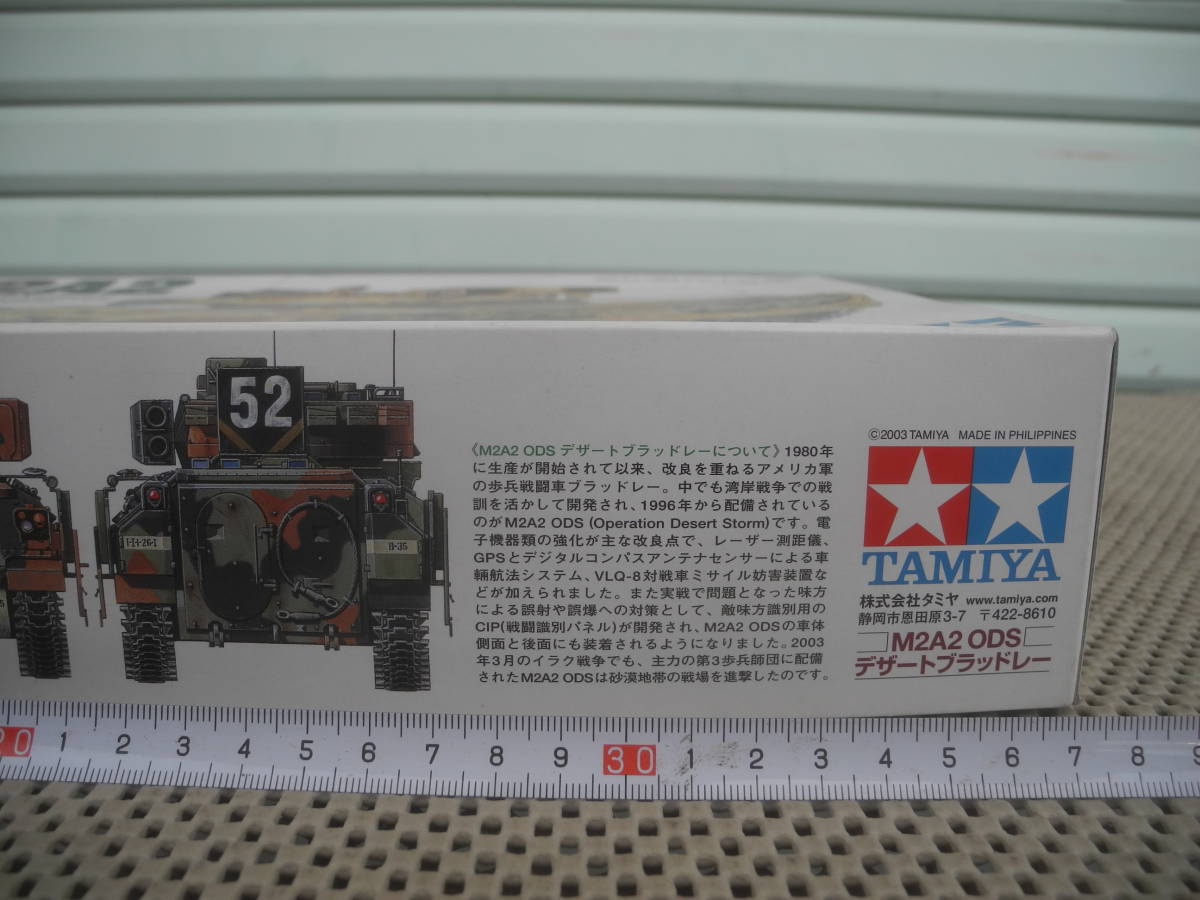 52
I-I-26-I
B-35
《M2A2 ODS デザートブラッドレーについて》1980年
に生産が開始されて以来、改良を重ねるアメリカ軍
の歩兵戦闘車ブラッドレー。中でも湾岸戦争での戦
訓を活かして開発され、1996年から配備されている
のがM2A2 ODS (Operation Desert Storm)です。電
子機器類の強化が主な改良点で、レーザー測距儀、
GPSとデジタルコンパスアンテナセンサーによる車
輛航法システム、VLQ-8対戦車ミサイル妨害装置な
どが加えられました。また実戦で問題となった味方
による誤射や誤爆への対策として、敵味方識別用の
CIP(戦闘識別パネル)が開発され、M2A2 ODSの車体
側面と後面にも装着されるようになりました。2003
年3月のイラク戦争でも、主力の第3歩兵師団に配備
されたM2A2 ODSは砂漠地帯の戦場を進撃したのです。
©2003 TAMIYA MADE IN PHILIPPINES
TAMIYA
株式会社タミヤ www.tamiya.com
静岡市恩田原3-7 〒422-8610
M2A2 ODS
デザートブラッドレー
20 1 2 3 4 5 6 7 8 9 30 1 2 3 4 5 6 7 8 9